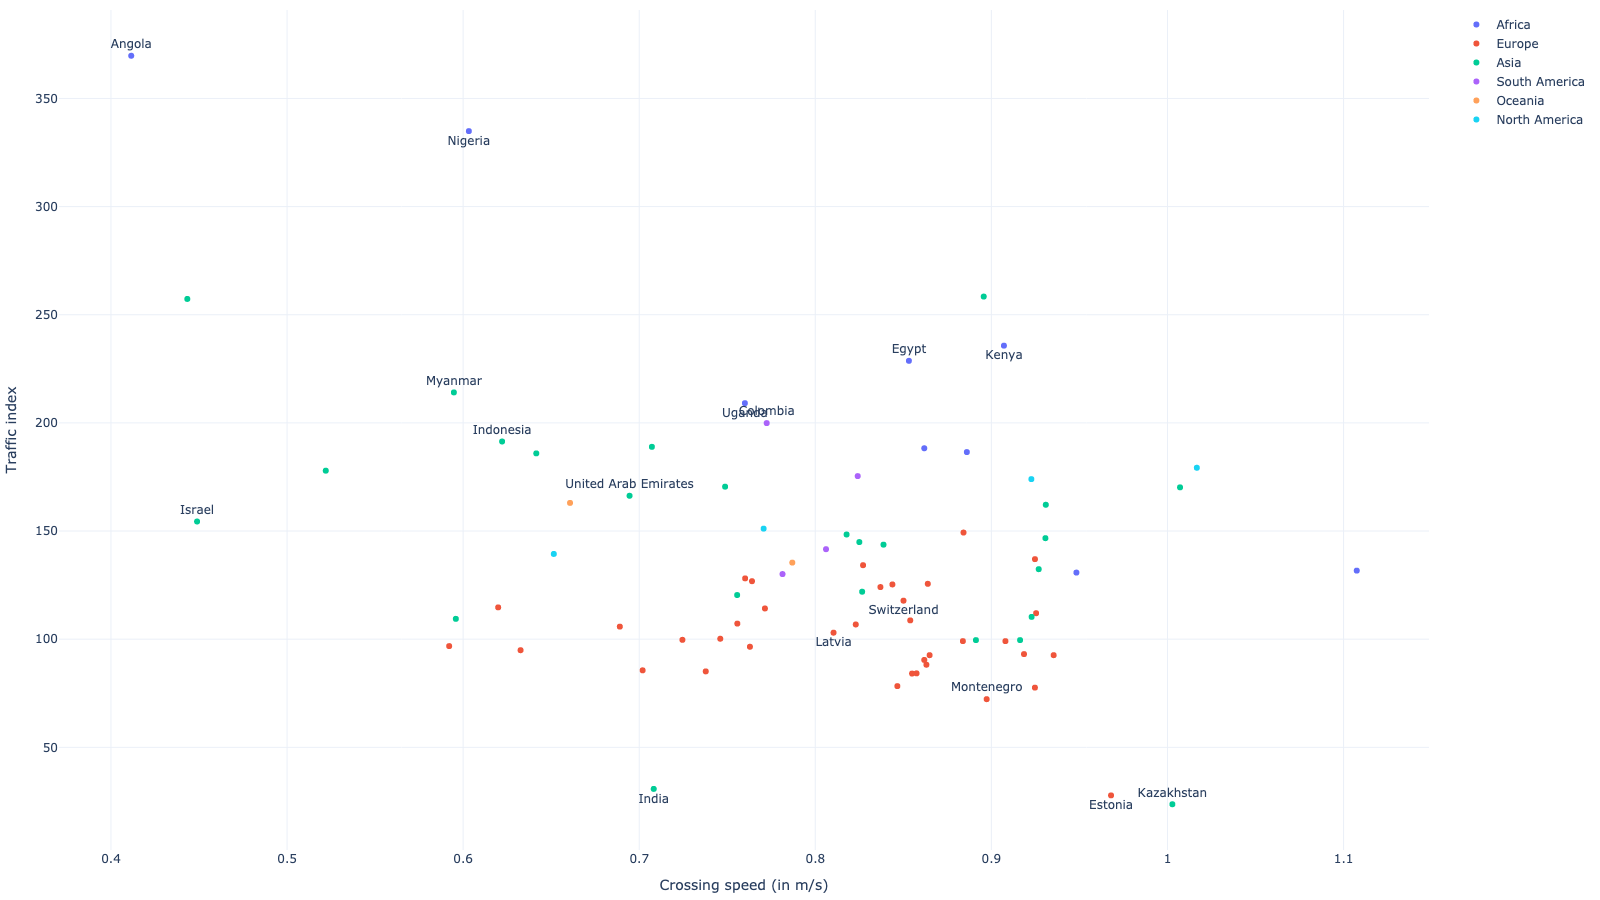 Africa
Europe
Asia
South America
Oceania
North America
Angola
Nigeria
Egypt
Kenya
Myanmar
Colombia
Uganda
Indonesia
United Arab Emirates
Israel
Switzerland
Latvia
Montenegro
India
Estonia
Kazakhstan
350
300
250
200
150
100
50
Traffic index
0.4 0.5 0.6 0.7 0.8 0.9 1 1.1
Crossing speed (in m/s)